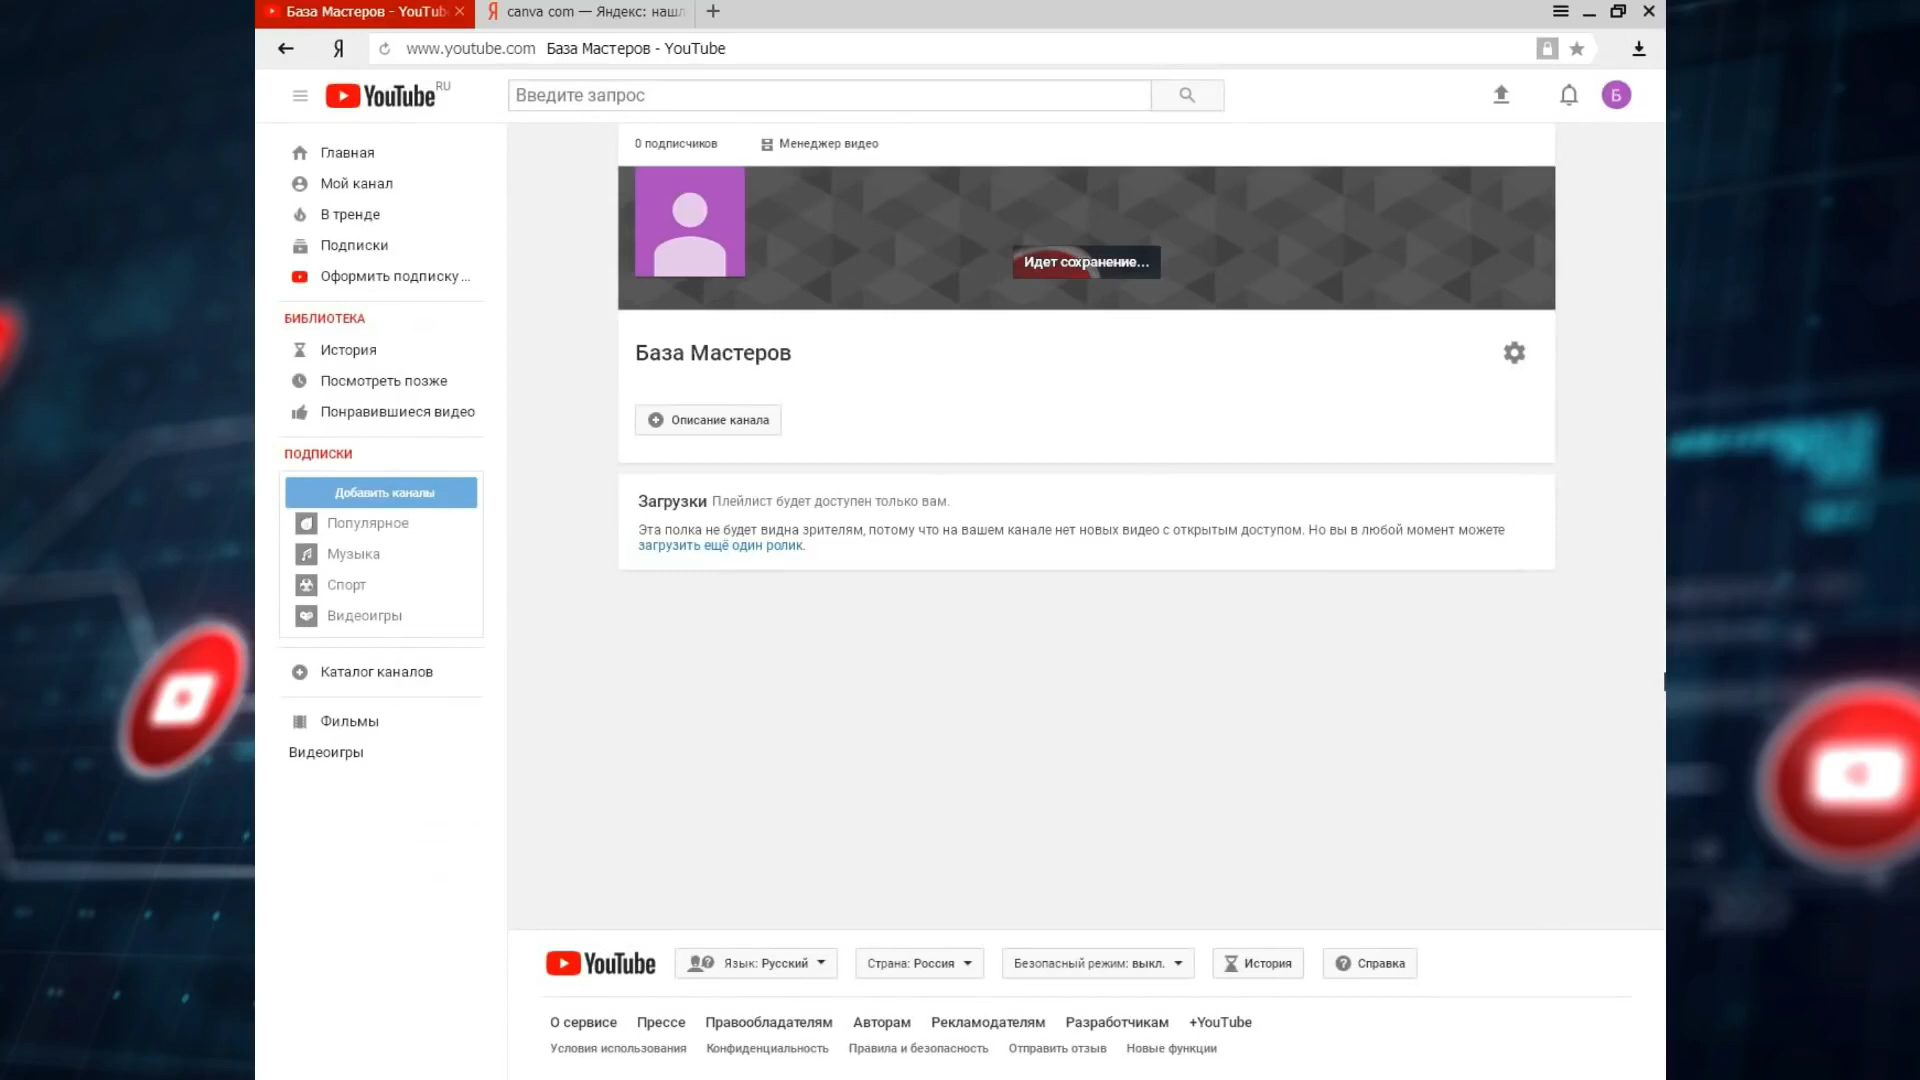 База Мастеров - YouTub
canva com — Яндекс: нашл
www.youtube.com База Мастеров - YouTube
YouTube RU
Введите запрос
Б
Главная
Мой канал
В тренде
Подписки
Оформить подписку ...
БИБЛИОТЕКА
История
Посмотреть позже
Понравившиеся видео
ПОДПИСКИ
Добавить каналы
Популярное
Музыка
Спорт
Видеоигры
Каталог каналов
Фильмы
Видеоигры
0 подписчиков
Менеджер видео
Идет сохранение...
База Мастеров
Описание канала
Загрузки Плейлист будет доступен только вам.
Эта полка не будет видна зрителям, потому что на вашем канале нет новых видео с открытым доступом. Но вы в любой момент можете
загрузить ещё один ролик.
YouTube
Язык: Русский
Страна: Россия
Безопасный режим: выкл.
История
Справка
О сервисе Прессе Правообладателям Авторам Рекламодателям Разработчикам +YouTube
Условия использования Конфиденциальность Правила и безопасность Отправить отзыв Новые функции